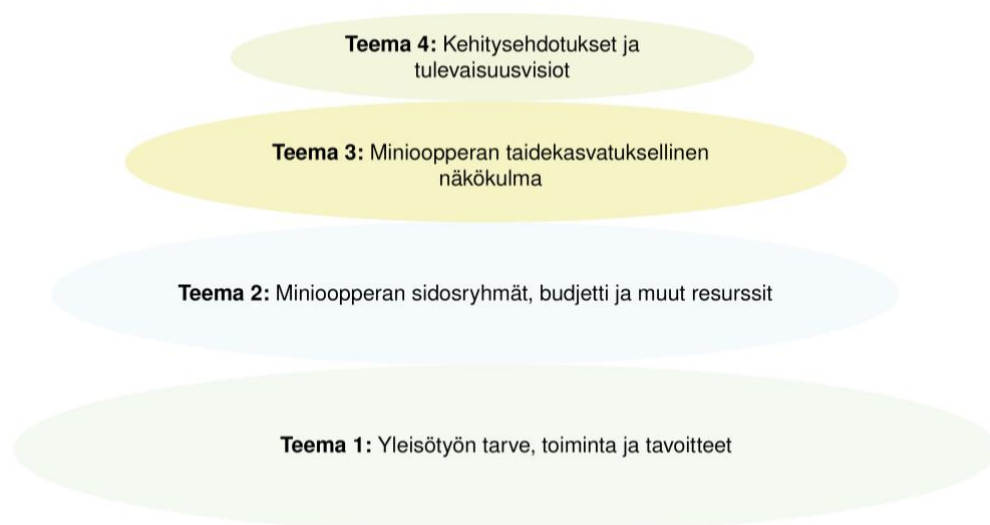 Teema 4: Kehitysehdotukset ja
tulevaisuusvisiot
Teema 3: Minioopperan taidekasvatuksellinen
näkökulma
Teema 2: Minioopperan sidosryhmät, budjetti ja muut resurssit
Teema 1: Yleisötyön tarve, toiminta ja tavoitteet